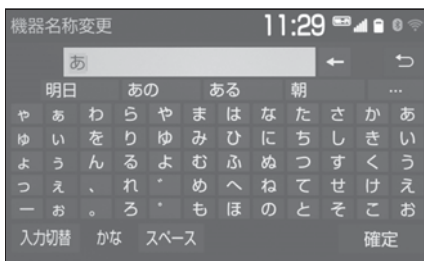 機器名称変更 11:29
あ ←
明日 あの ある 朝 …
ゃ ぁ わ ら や ま は な た さ か あ
ゅ ぃ を り ゆ み ひ に ち し き い
ょ ぅ ん る よ む ふ ぬ つ す く う
っ ぇ 、 れ ゛ め へ ね て せ け え
ー ぉ 。 ろ ゜ も ほ の と そ こ お
入力切替 かな スペース 確定